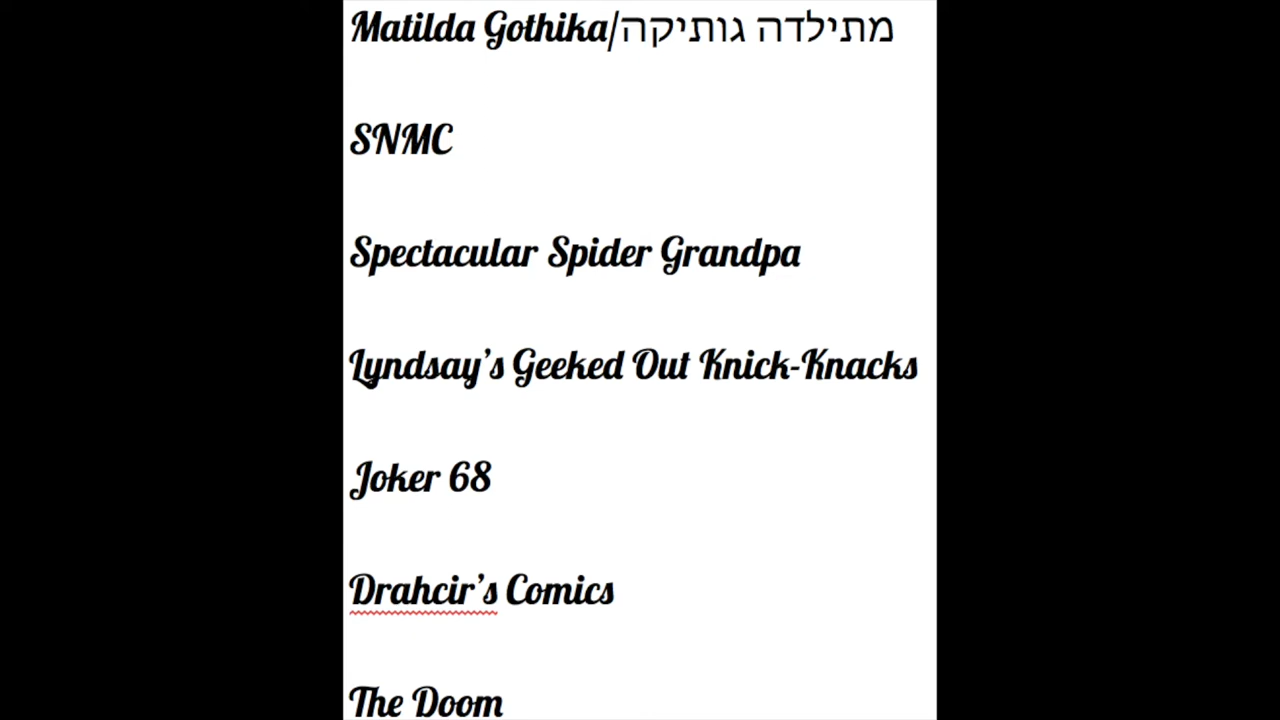 Matilda Gothika/מתילדה גותיקה
SNMC
Spectacular Spider Grandpa
Lyndsay’s Geeked Out Knick-Knacks
Joker 68
Drahcir’s Comics
The Doom